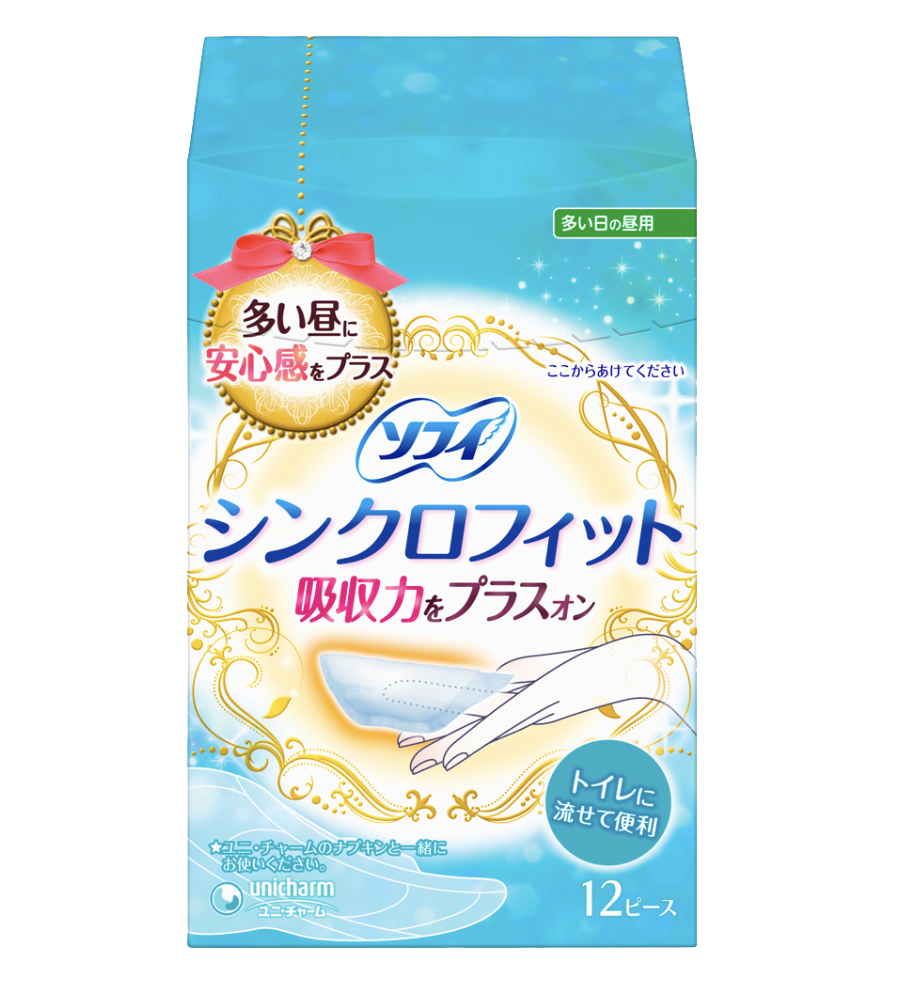 多い日の昼用
多い昼に
安心感をプラス
ここからあけてください
ソフィ
シンクロフィット
吸収力をプラスオン
トイレに
流せて便利
★ユニ・チャームのナプキンと一緒に
お使いください。
unicharm
ユニ・チャーム
12ピース